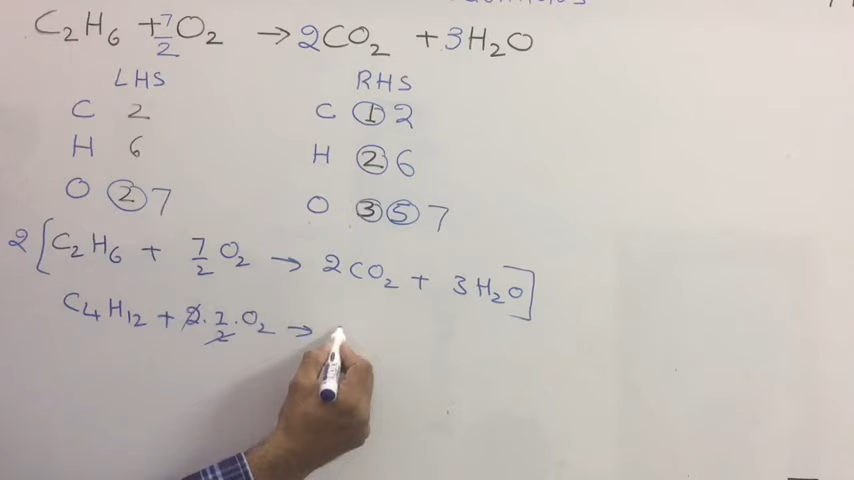 C₂H₆ + 7/2 O₂ → 2CO₂ + 3H₂O
LHS RHS
C 2 C 1 2
H 6 H 2 6
O 2 7 O 3 5 7
2[C₂H₆ + 7/2 O₂ → 2CO₂ + 3H₂O]
C₄H₁₂ + 2·7/2·O₂ →